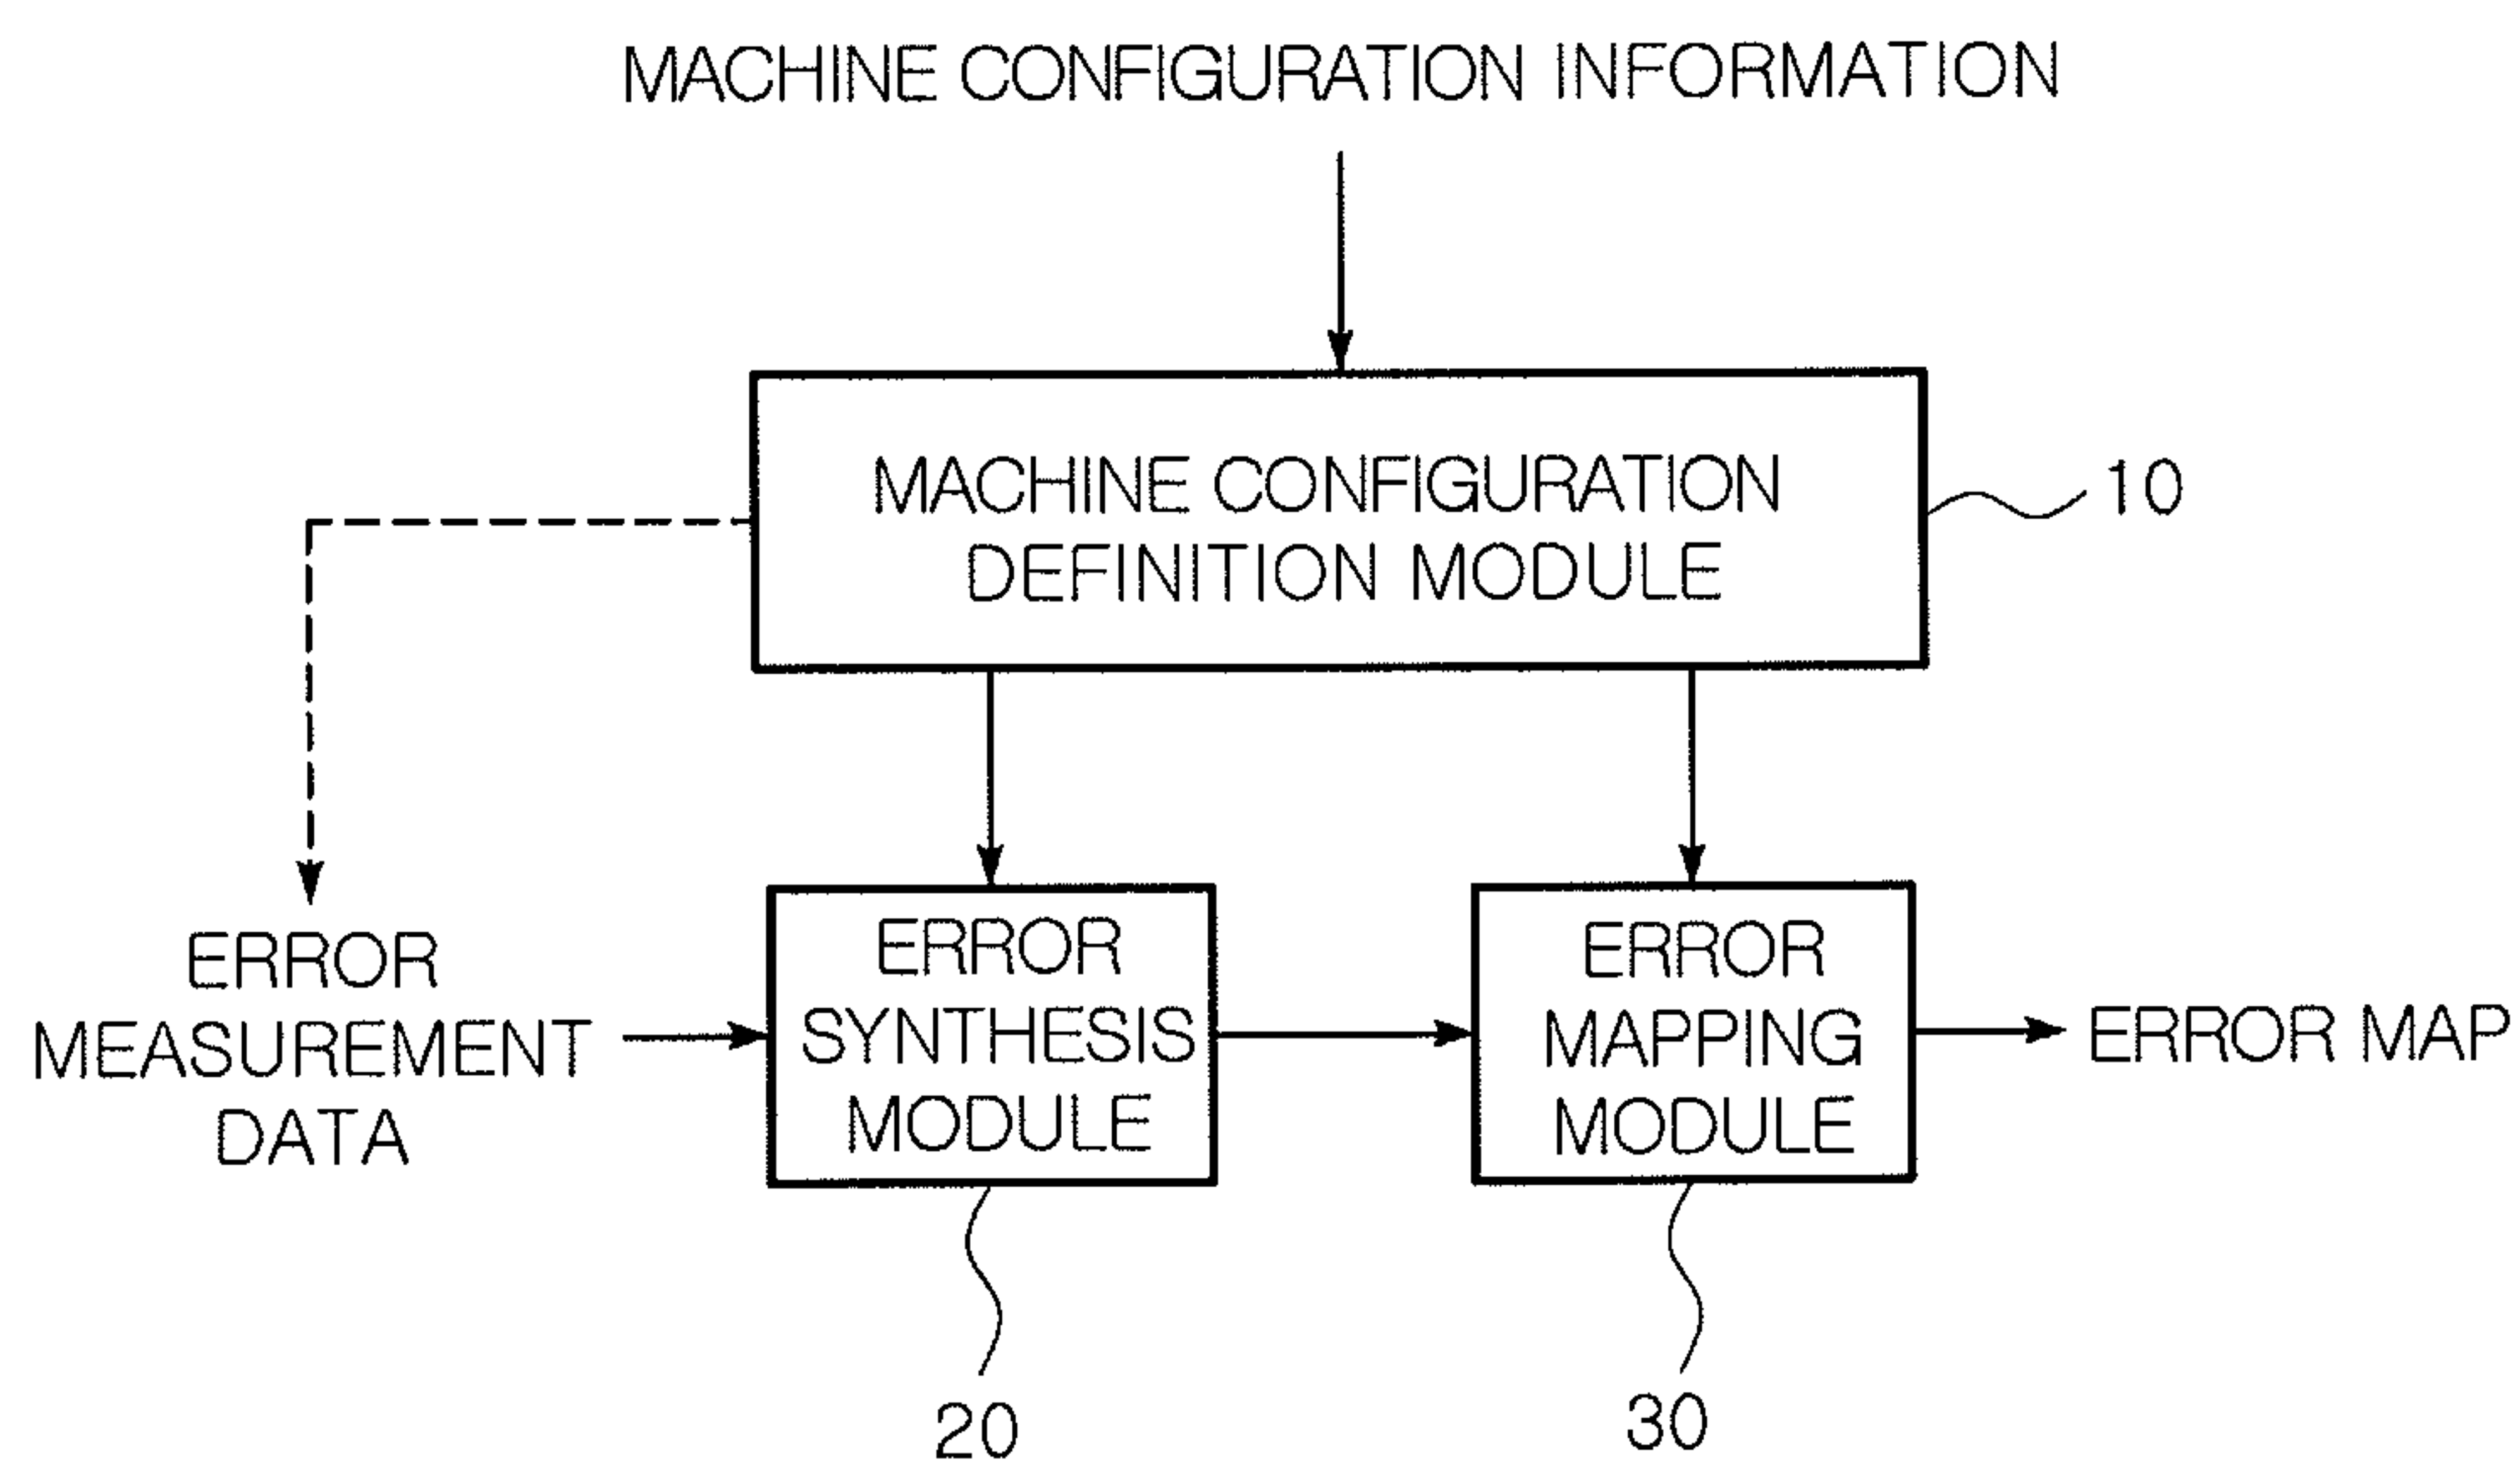 MACHINE CONFIGURATION INFORMATION
MACHINE CONFIGURATION
DEFINITION MODULE
10
ERROR
MEASUREMENT
DATA
ERROR
SYNTHESIS
MODULE
ERROR
MAPPING
MODULE
ERROR MAP
20
30